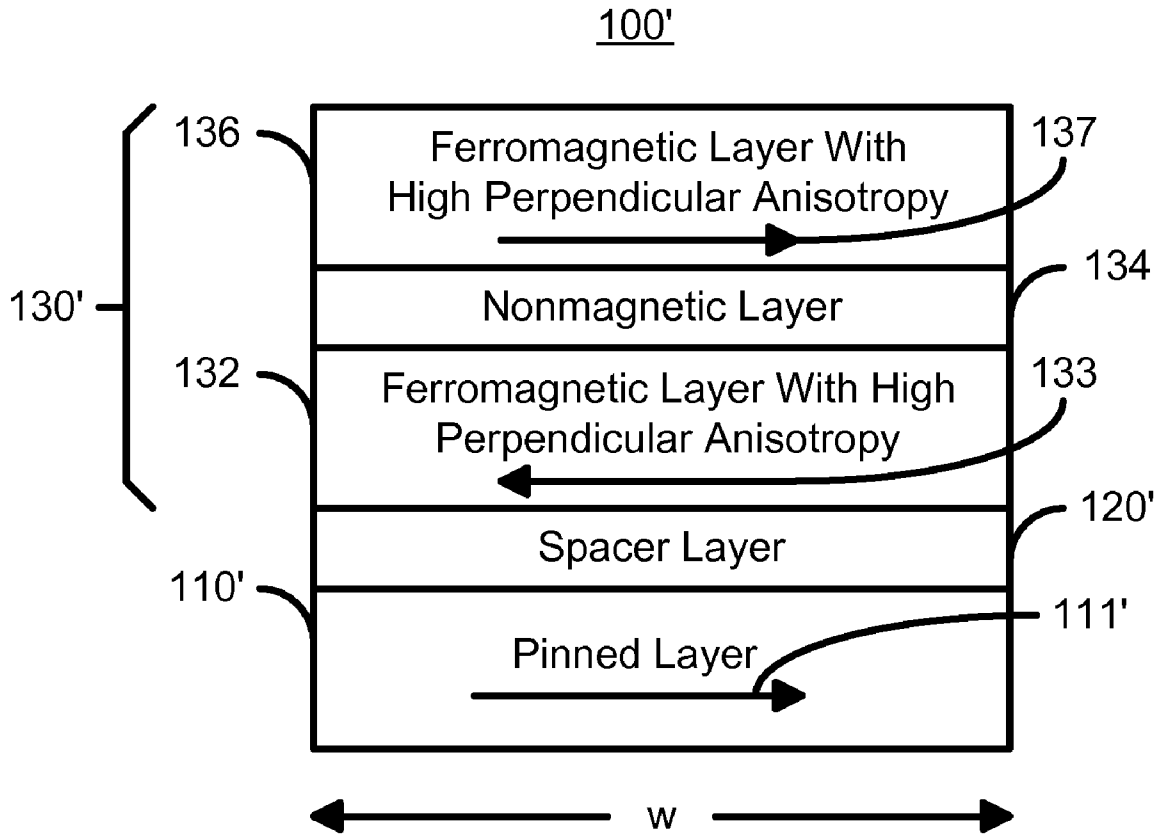 100'
136
Ferromagnetic Layer With
High Perpendicular Anisotropy
137
130'
Nonmagnetic Layer
134
132
Ferromagnetic Layer With High
Perpendicular Anisotropy
133
Spacer Layer
120'
110'
Pinned Layer
111'
w